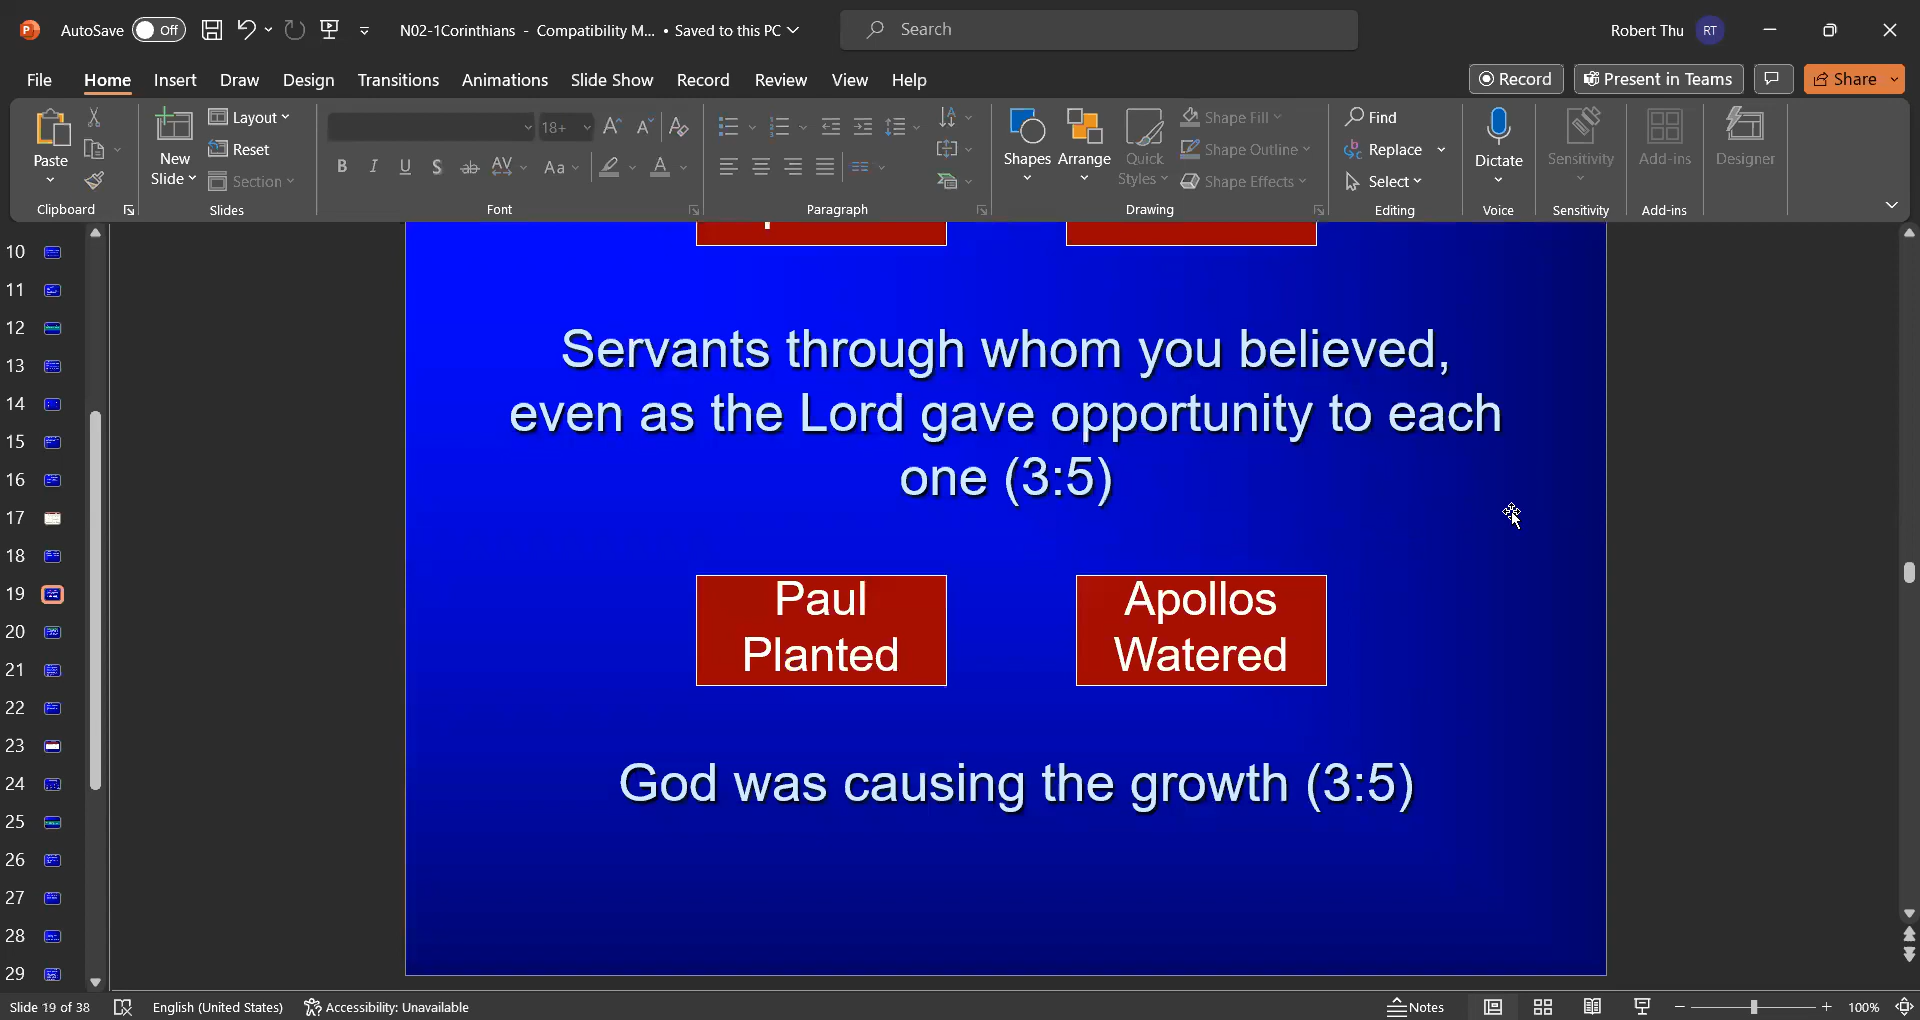 AutoSave Off N02-1Corinthians - Compatibility M... • Saved to this PC Search Robert Thu RT
File Home Insert Draw Design Transitions Animations Slide Show Record Review View Help Record Present in Teams Share
Paste
Clipboard
New
Slide
Layout
Reset
Section
Slides
18+
Font
Paragraph
Shapes
Arrange
Quick
Styles
Shape Fill
Shape Outline
Shape Effects
Drawing
Find
Replace
Select
Editing
Dictate
Voice
Sensitivity
Sensitivity
Add-ins
Add-ins
Designer
10
11
12
13
14
15
16
17
18
19
20
21
22
23
24
25
26
27
28
29
Servants through whom you believed,
even as the Lord gave opportunity to each
one (3:5)
Paul
Planted
Apollos
Watered
God was causing the growth (3:5)
Slide 19 of 38 English (United States) Accessibility: Unavailable Notes 100%